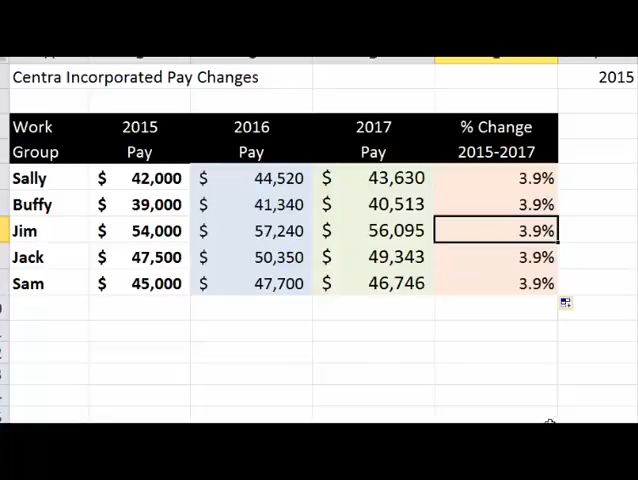 Centra Incorporated Pay Changes 2015
Work 2015 2016 2017 % Change
Group Pay Pay Pay 2015-2017
Sally $ 42,000 $ 44,520 $ 43,630 3.9%
Buffy $ 39,000 $ 41,340 $ 40,513 3.9%
Jim $ 54,000 $ 57,240 $ 56,095 3.9%
Jack $ 47,500 $ 50,350 $ 49,343 3.9%
Sam $ 45,000 $ 47,700 $ 46,746 3.9%